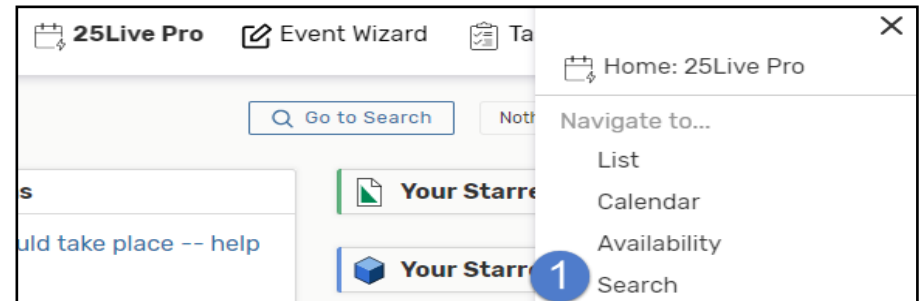 25Live Pro Event Wizard Ta
Home: 25Live Pro
Go to Search Noth
Navigate to...
List
s
Your Starre
Calendar
uld take place -- help
Availability
Your Starre
1 Search